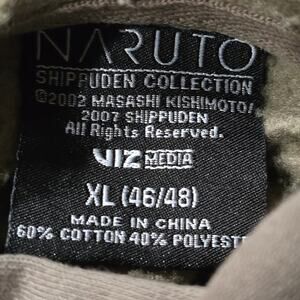 NARUTO
SHIPPUDEN COLLECTION
©2002 MASASHI KISHIMOTO/
2007 SHIPPUDEN
All Rights Reserved.
VIZ MEDIA
XL (46/48)
MADE IN CHINA
60% COTTON 40% POLYESTE